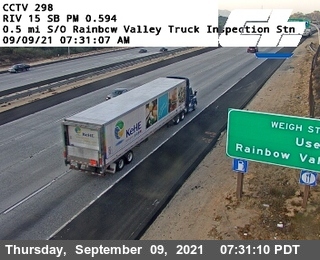 CCTV 298
RIV 15 SB PM 0.594
0.5 mi S/O Rainbow Valley Truck Inspection Stn
09/09/21 07:31:07 AM
KeHE
WEIGH ST
Use
Rainbow Val
Thursday, September 09, 2021 07:31:10 PDT